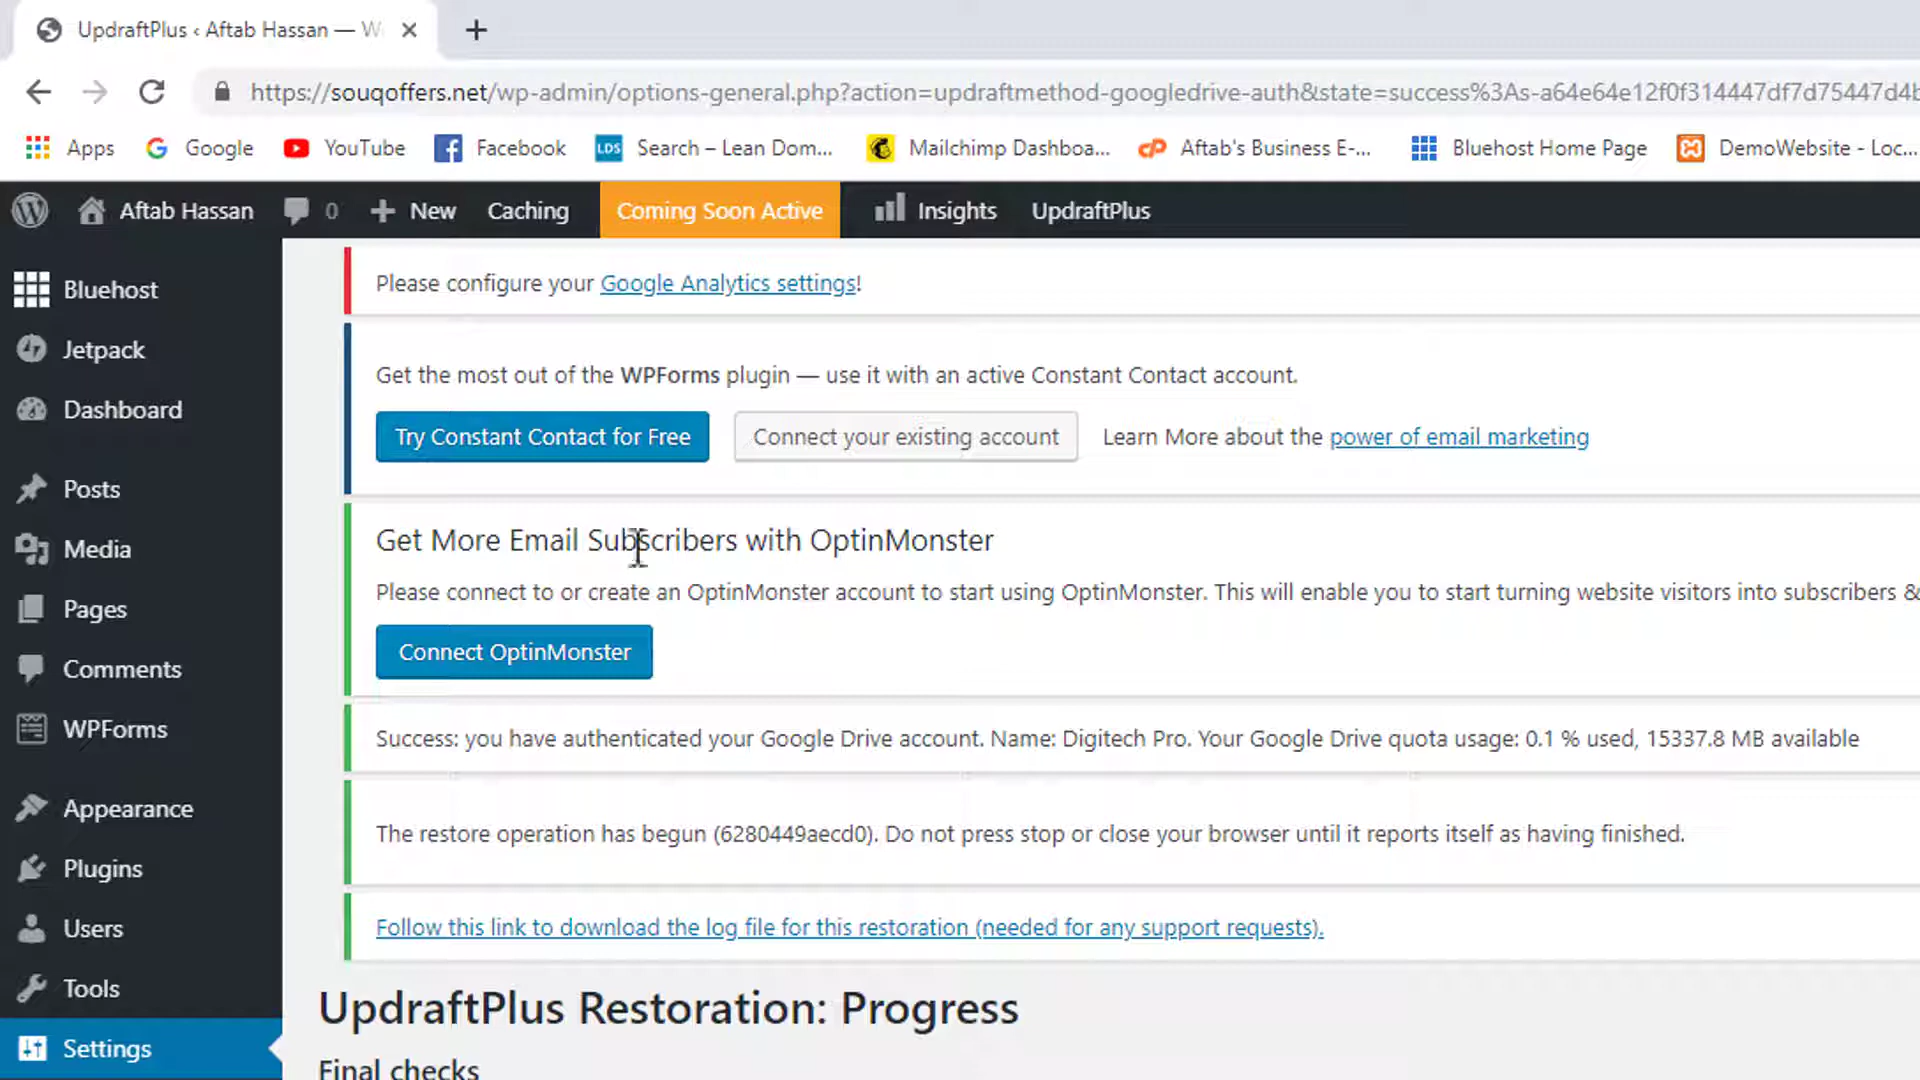 UpdraftPlus ‹ Aftab Hassan — W
https://souqoffers.net/wp-admin/options-general.php?action=updraftmethod-googledrive-auth&state=success%3As-a64e64e12f0f314447df7d75447d4b
Apps Google YouTube Facebook LDS Search – Lean Dom... Mailchimp Dashboa... cP Aftab's Business E-... Bluehost Home Page DemoWebsite - Loc...
Aftab Hassan 0 + New Caching Coming Soon Active Insights UpdraftPlus
Bluehost
Jetpack
Dashboard
Posts
Media
Pages
Comments
WPForms
Appearance
Plugins
Users
Tools
Settings
Please configure your Google Analytics settings!
Get the most out of the WPForms plugin — use it with an active Constant Contact account.
Try Constant Contact for Free Connect your existing account Learn More about the power of email marketing
Get More Email Subscribers with OptinMonster
Please connect to or create an OptinMonster account to start using OptinMonster. This will enable you to start turning website visitors into subscribers &
Connect OptinMonster
Success: you have authenticated your Google Drive account. Name: Digitech Pro. Your Google Drive quota usage: 0.1 % used, 15337.8 MB available
The restore operation has begun (6280449aecd0). Do not press stop or close your browser until it reports itself as having finished.
Follow this link to download the log file for this restoration (needed for any support requests).
UpdraftPlus Restoration: Progress
Final checks